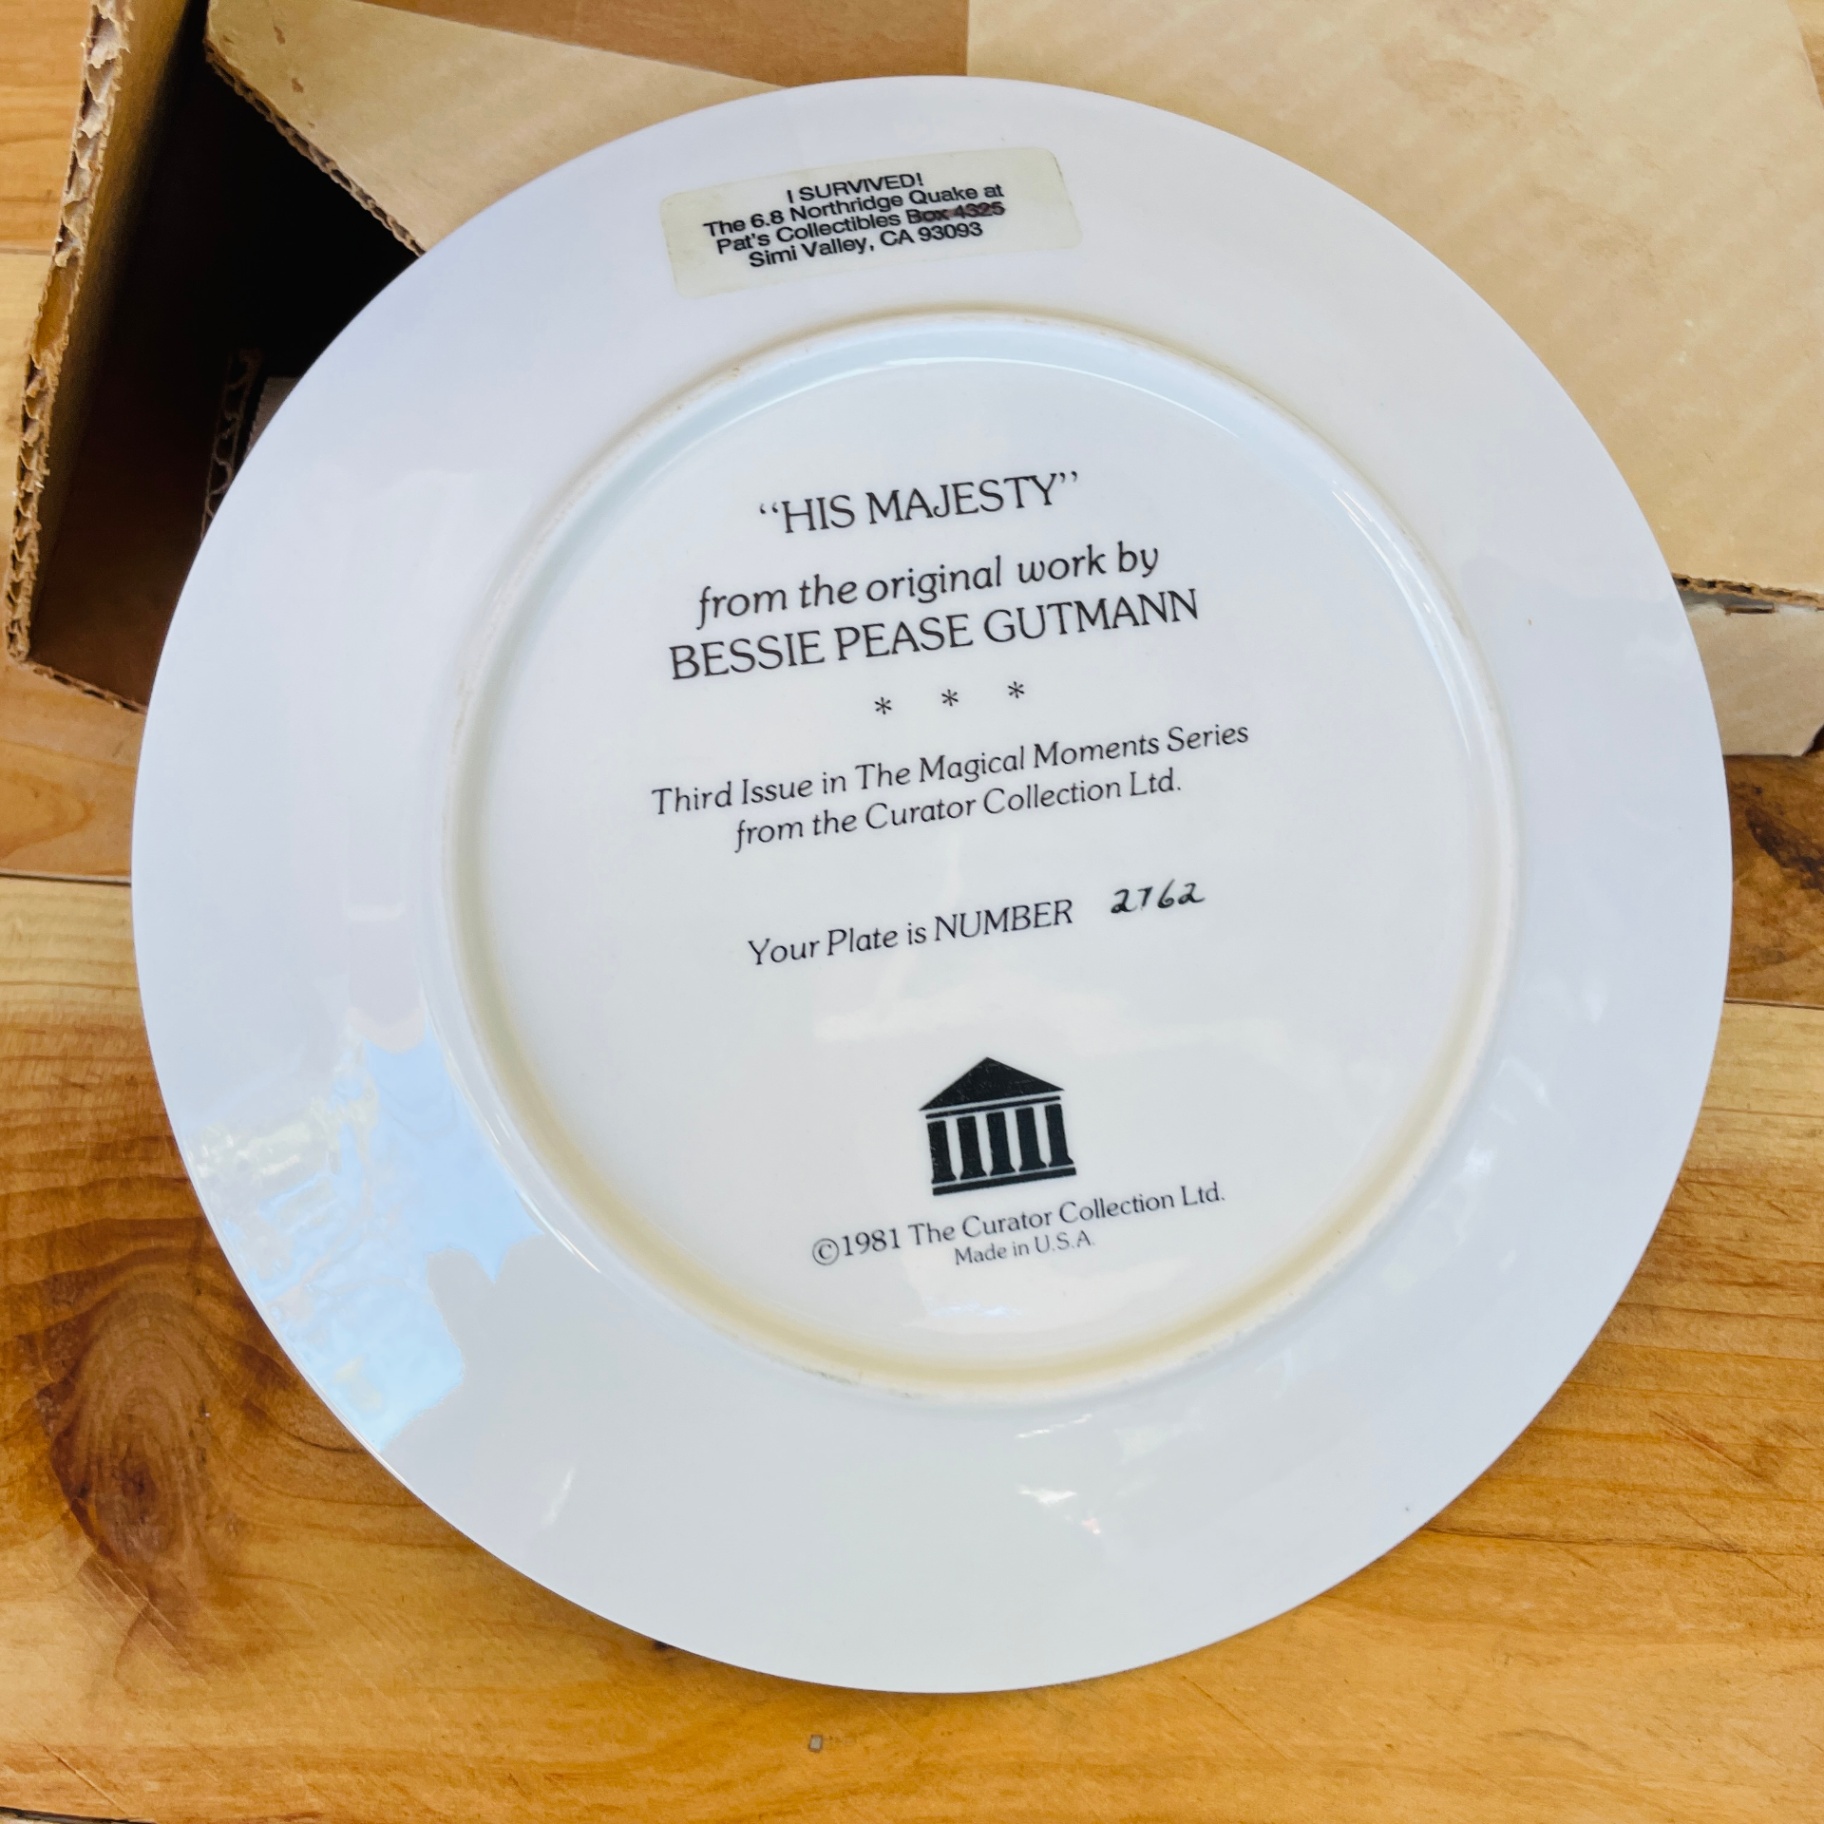 I SURVIVED!
The 6.8 Northridge Quake at
Pat's Collectibles Box 4325
Simi Valley, CA 93093
“HIS MAJESTY”
from the original work by
BESSIE PEASE GUTMANN
* * *
Third Issue in The Magical Moments Series
from the Curator Collection Ltd.
Your Plate is NUMBER 2762
©1981 The Curator Collection Ltd.
Made in U.S.A.